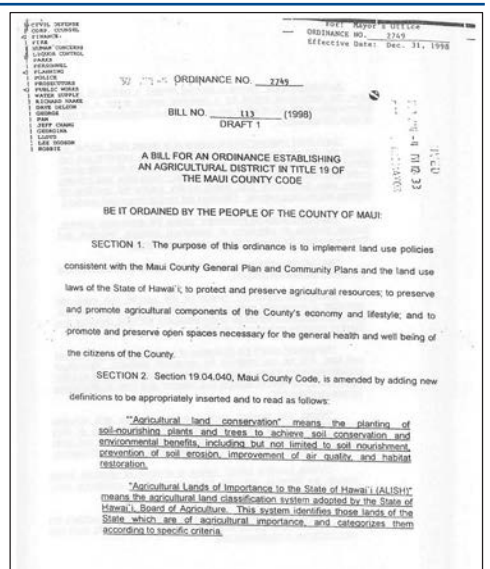 CIVIL DEFENSE
CORP. COUNSEL
FINANCE
FIRE
HUMAN CONCERNS
LIQUOR CONTROL
PARKS
PERSONNEL
PLANNING
POLICE
PROSECUTORS
PUBLIC WORKS
WATER SUPPLY
RICHARD
DAVE
GEORGE
PAM
JEFF CHANG
GEORGINA
LLOYD
LEE DODSON
ROBBIE
For: Mayor's Office
ORDINANCE NO. 2749
Effective Date: Dec. 31, 1998
ORDINANCE NO. 2749
BILL NO. 113 (1998)
DRAFT 1
A BILL FOR AN ORDINANCE ESTABLISHING
AN AGRICULTURAL DISTRICT IN TITLE 19 OF
THE MAUI COUNTY CODE
BE IT ORDAINED BY THE PEOPLE OF THE COUNTY OF MAUI:
SECTION 1. The purpose of this ordinance is to implement land use policies
consistent with the Maui County General Plan and Community Plans and the land use
laws of the State of Hawai`i; to protect and preserve agricultural resources; to preserve
and promote agricultural components of the County's economy and lifestyle; and to
promote and preserve open spaces necessary for the general health and well being of
the citizens of the County.
SECTION 2. Section 19.04.040, Maui County Code, is amended by adding new
definitions to be appropriately inserted and to read as follows:
""Agricultural land conservation" means the planting of
soil-nourishing plants and trees to achieve soil conservation and
environmental benefits, including but not limited to soil nourishment,
prevention of soil erosion, improvement of air quality, and habitat
restoration.
"Agricultural Lands of Importance to the State of Hawai`i (ALISH)"
means the agricultural land classification system adopted by the State of
Hawai`i, Board of Agriculture. This system identifies those lands of the
State which are of agricultural importance, and categorizes them
according to specific criteria.